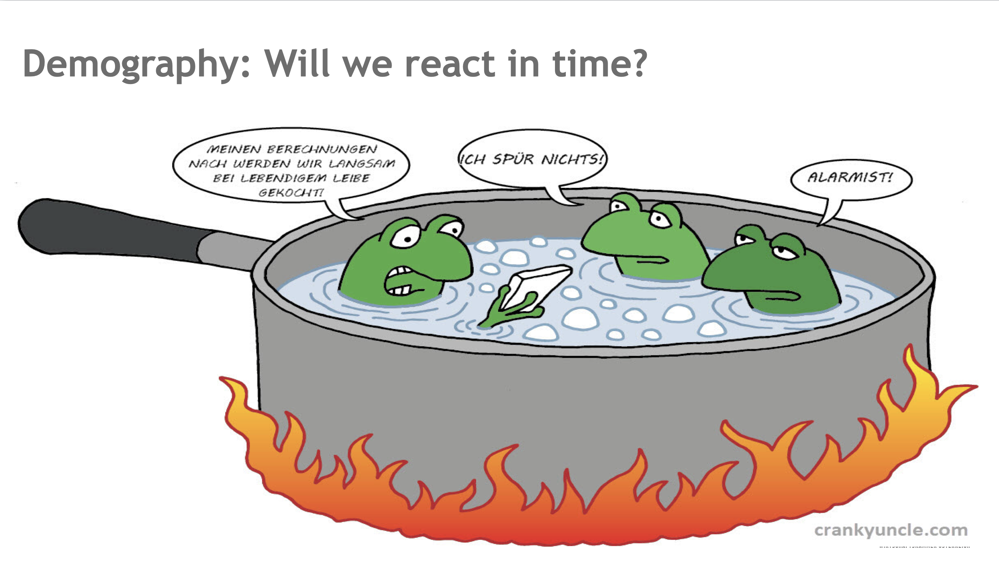 Demography: Will we react in time?
MEINEN BERECHNUNGEN
NACH WERDEN WIR LANGSAM
BEI LEBENDIGEM LEIBE
GEKOCHT!
ICH SPÜR NICHTS!
ALARMIST!
crankyuncle.com